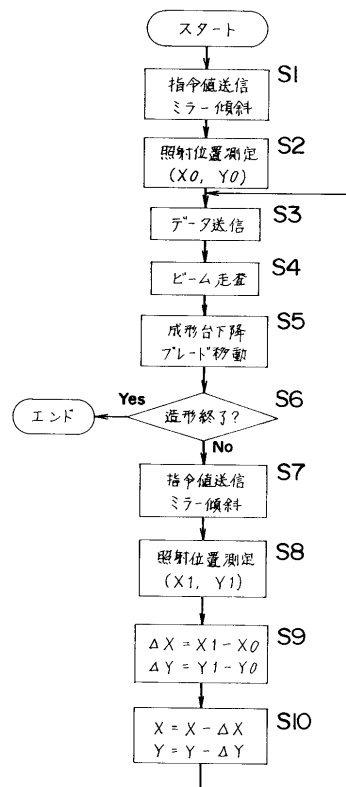 スタート
S1
指令値送信
ミラー傾斜
S2
照射位置測定
(X0, Y0)
S3
データ送信
S4
ビーム走査
S5
成形台下降
ブレード移動
S6
Yes
エンド
造形終了?
No
S7
指令値送信
ミラー傾斜
S8
照射位置測定
(X1, Y1)
S9
ΔX=X1-X0
ΔY=Y1-Y0
S10
X=X-ΔX
Y=Y-ΔY